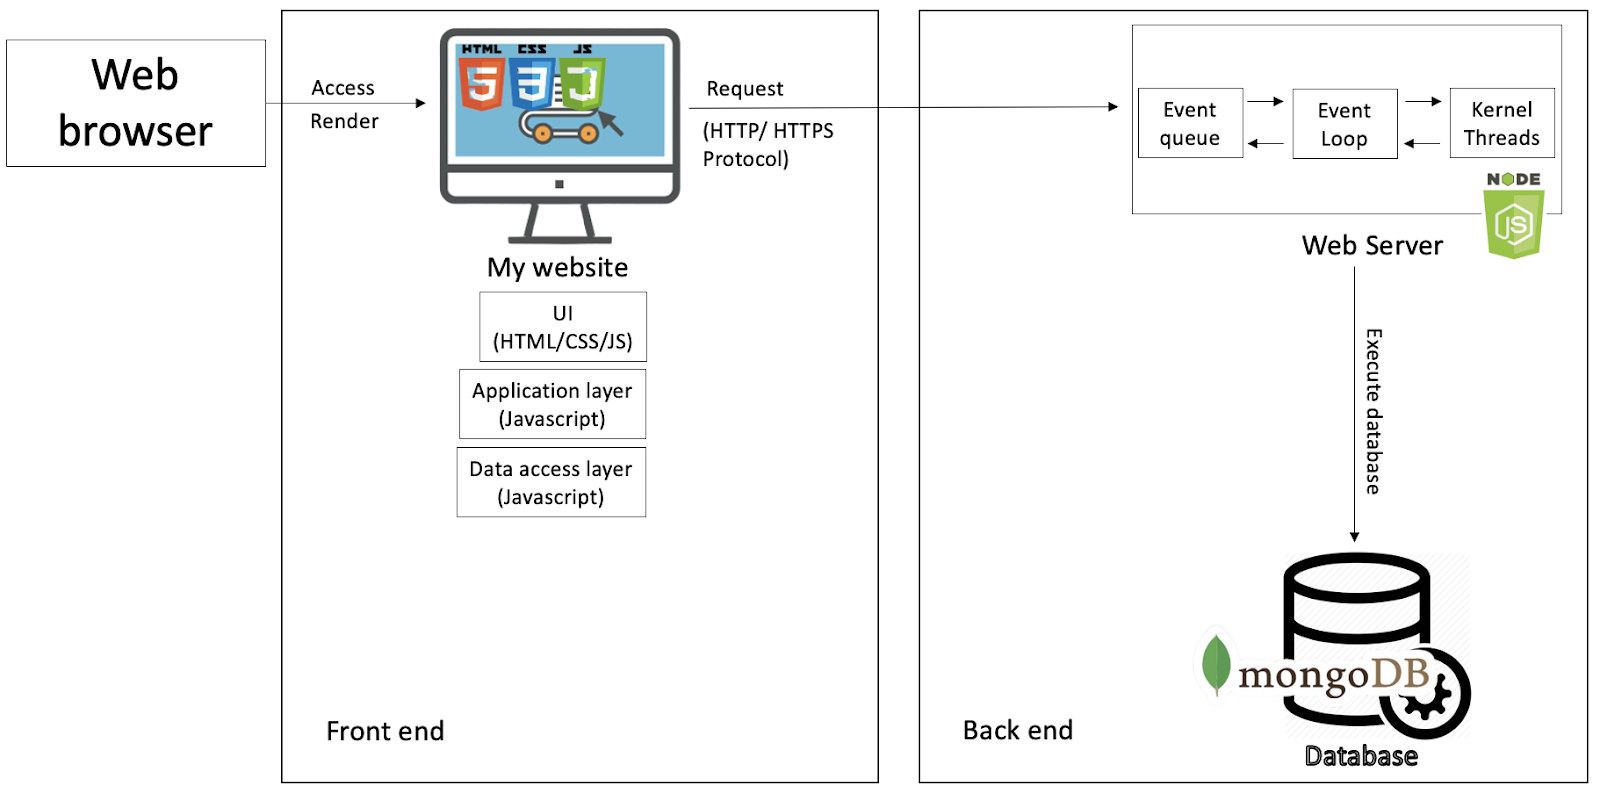 Web
browser
Access
Render
HTML CSS JS
5 3 J
My website
UI
(HTML/CSS/JS)
Application layer
(Javascript)
Data access layer
(Javascript)
Front end
Request
(HTTP/ HTTPS
Protocol)
Event
queue
Event
Loop
Kernel
Threads
NODE
JS
Web Server
Execute database
mongoDB
Database
Back end